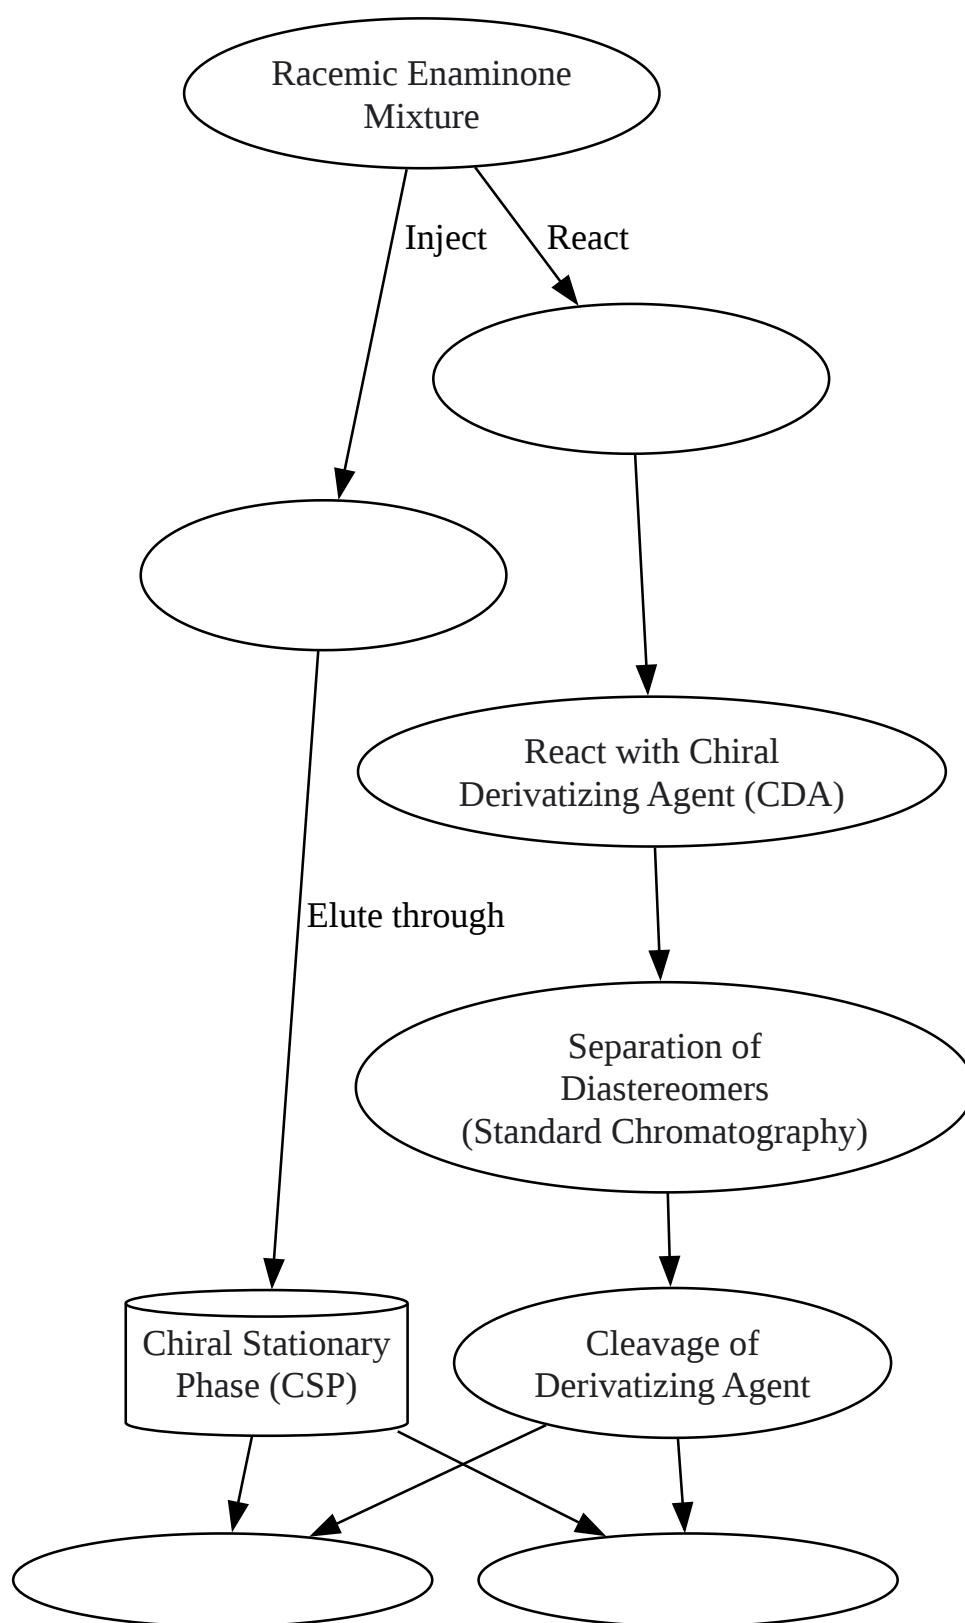 Racemic Enaminone
Mixture
Inject
React
React with Chiral
Derivatizing Agent (CDA)
Elute through
Separation of
Diastereomers
(Standard Chromatography)
Chiral Stationary
Phase (CSP)
Cleavage of
Derivatizing Agent